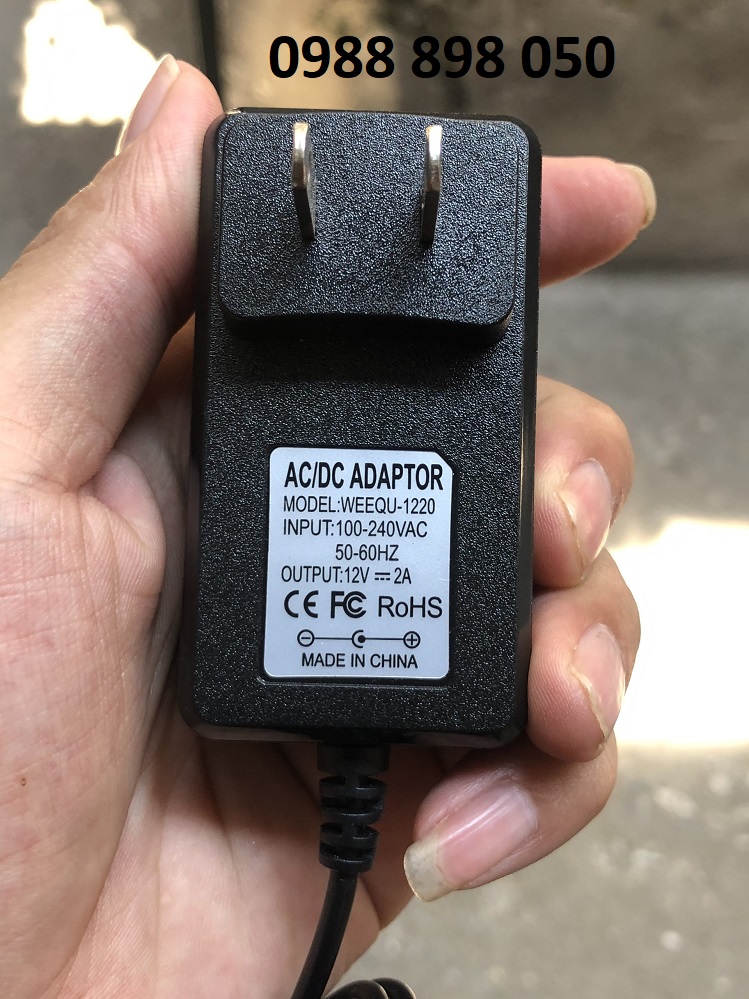 0988 898 050
AC/DC ADAPTOR
MODEL:WEEQU-1220
INPUT:100-240VAC
50-60HZ
OUTPUT:12V ⎓ 2A
CE FC RoHS
MADE IN CHINA